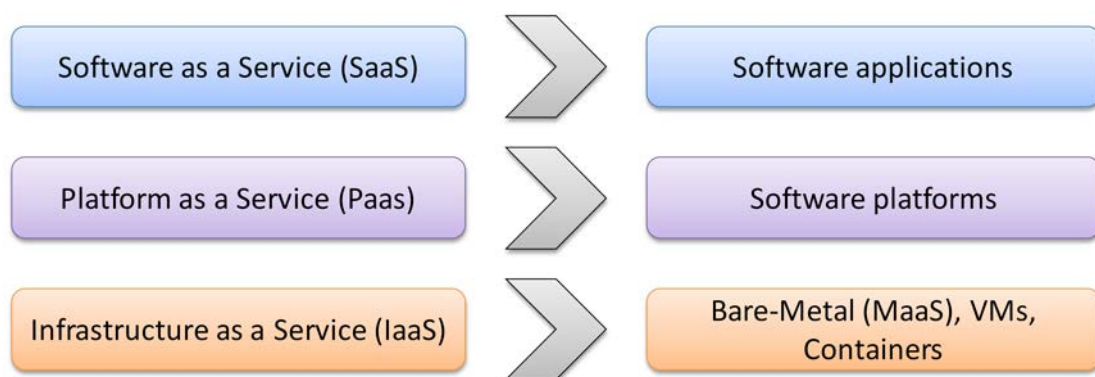 Software as a Service (SaaS)
Software applications
Platform as a Service (Paas)
Software platforms
Infrastructure as a Service (IaaS)
Bare-Metal (MaaS), VMs,
Containers